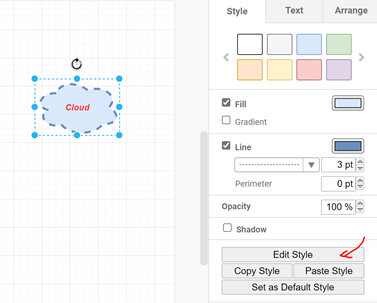 Style Text Arrange
Cloud
Fill
Gradient
Line
3 pt
Perimeter 0 pt
Opacity 100 %
Shadow
Edit Style
Copy Style Paste Style
Set as Default Style